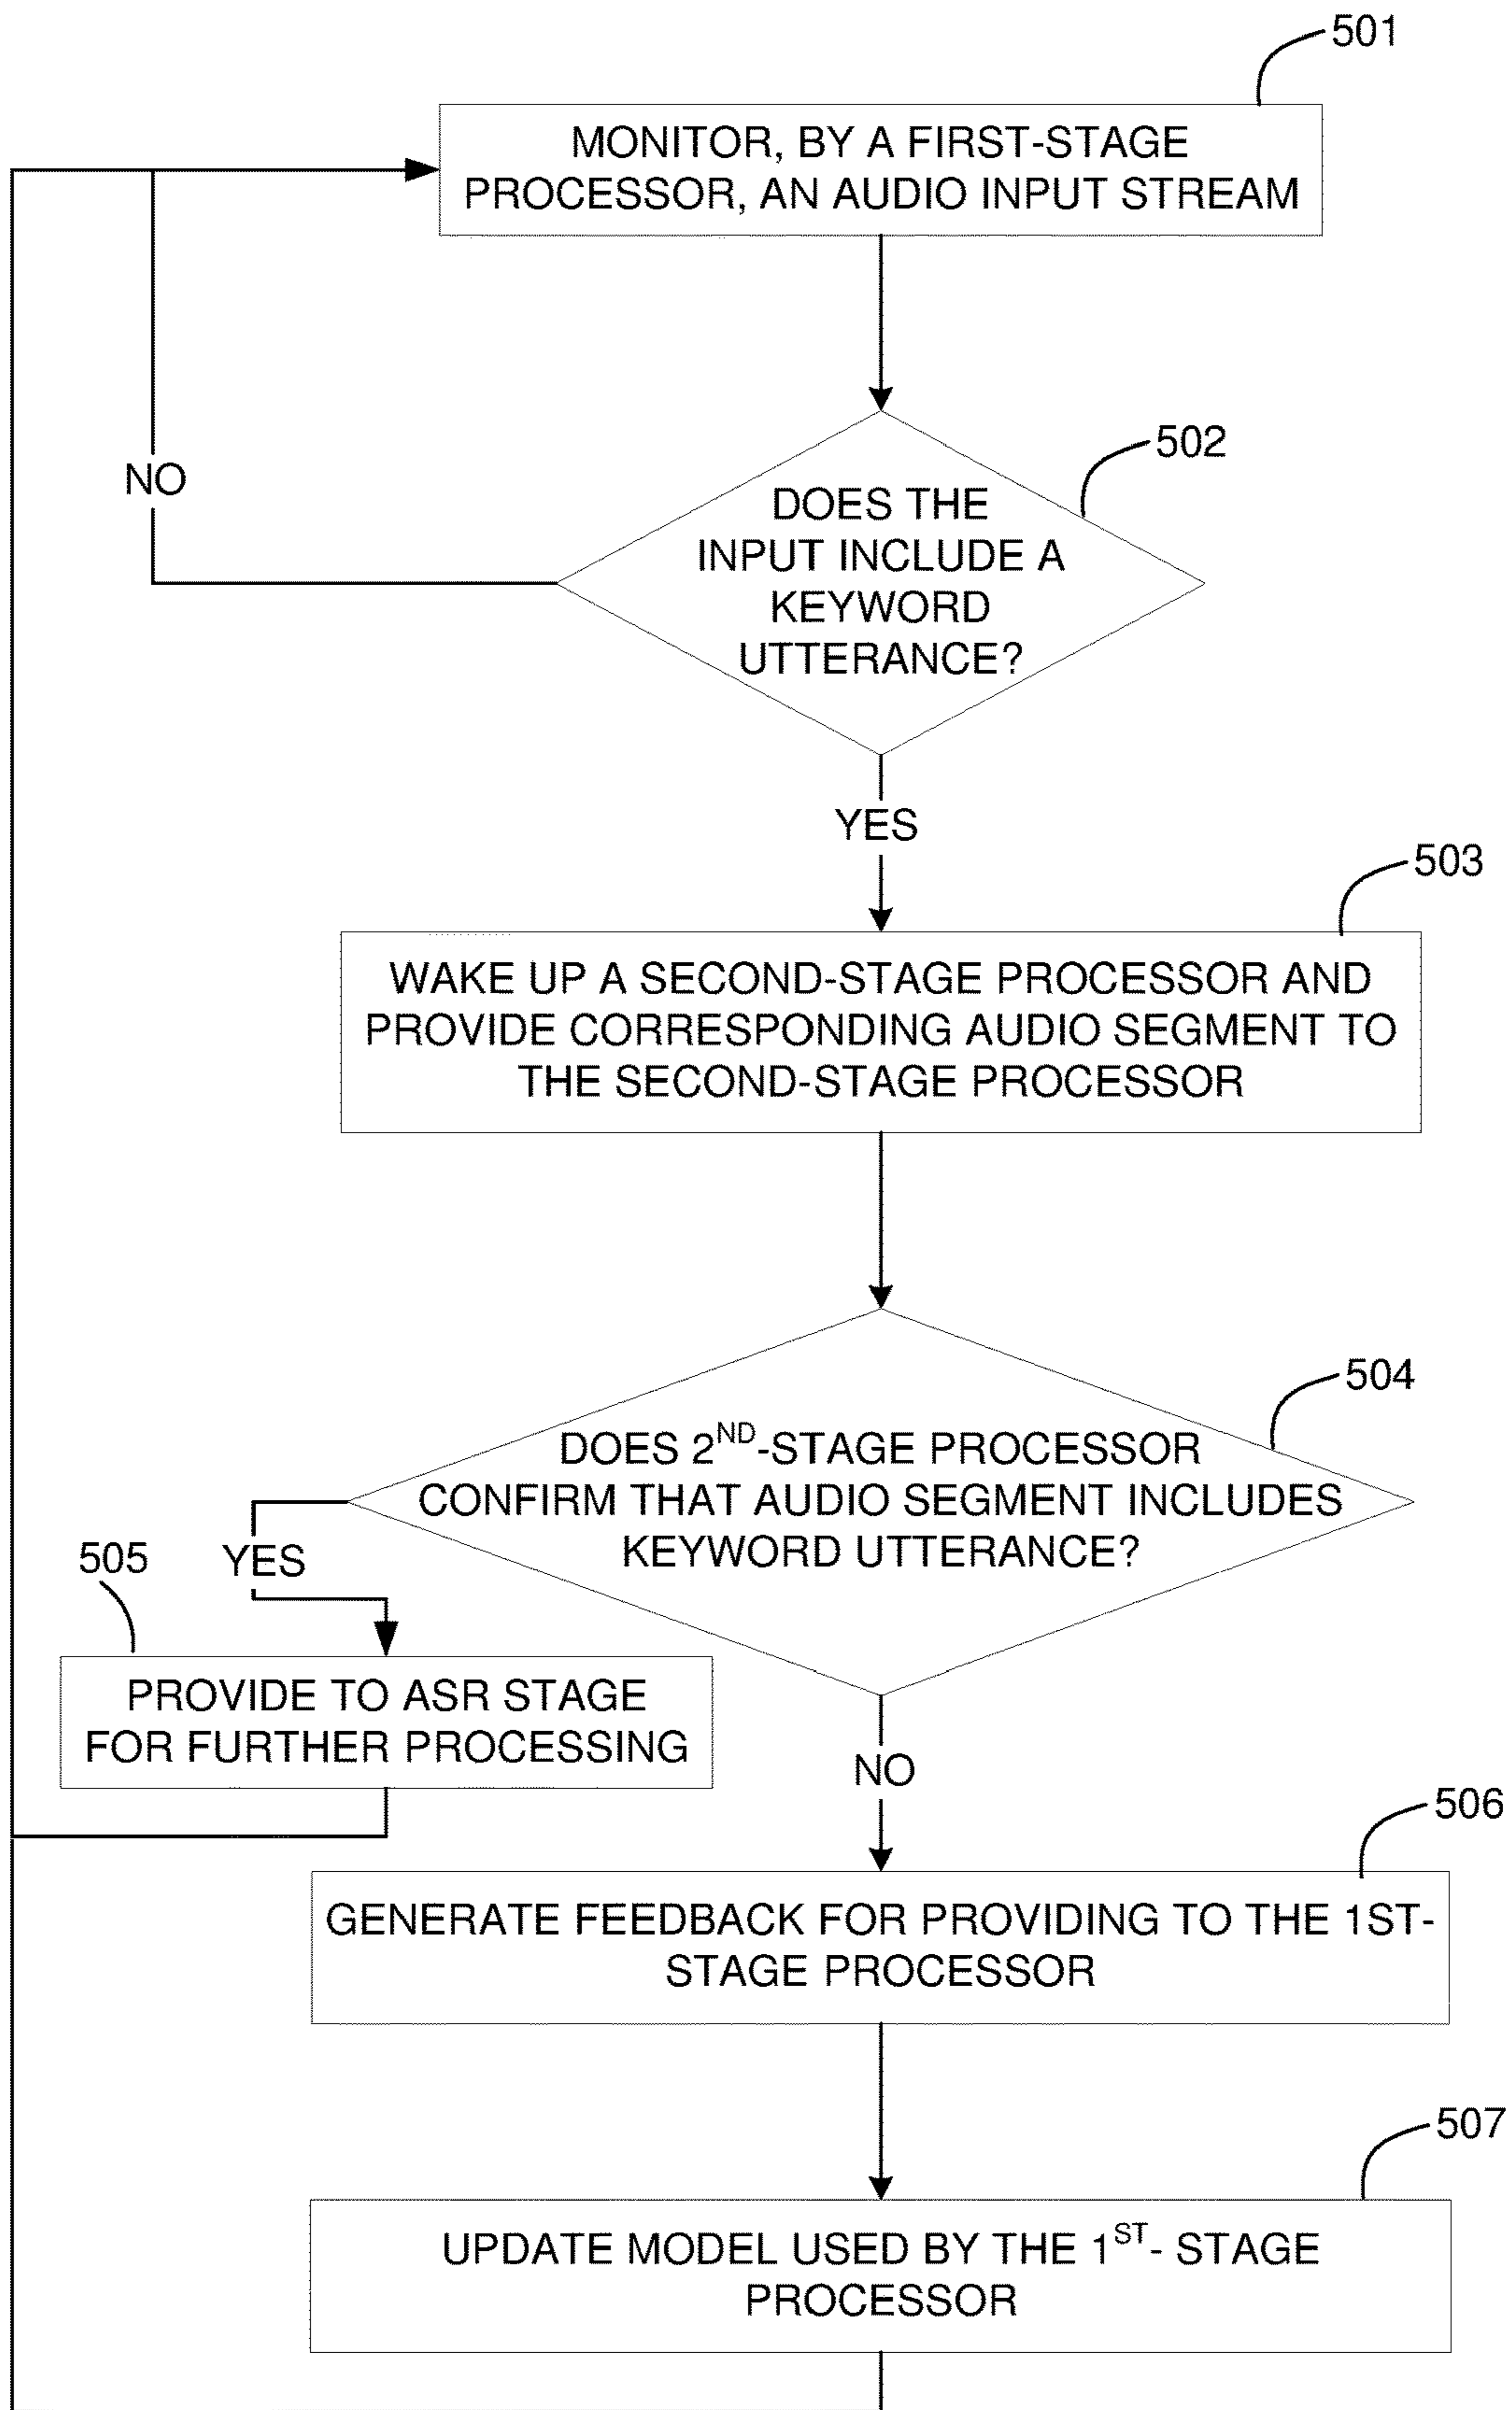 501
MONITOR, BY A FIRST-STAGE
PROCESSOR, AN AUDIO INPUT STREAM
502
NO
DOES THE
INPUT INCLUDE A
KEYWORD
UTTERANCE?
YES
503
WAKE UP A SECOND-STAGE PROCESSOR AND
PROVIDE CORRESPONDING AUDIO SEGMENT TO
THE SECOND-STAGE PROCESSOR
504
DOES 2ND-STAGE PROCESSOR
CONFIRM THAT AUDIO SEGMENT INCLUDES
KEYWORD UTTERANCE?
505
YES
PROVIDE TO ASR STAGE
FOR FURTHER PROCESSING
NO
506
GENERATE FEEDBACK FOR PROVIDING TO THE 1ST-
STAGE PROCESSOR
507
UPDATE MODEL USED BY THE 1ST- STAGE
PROCESSOR